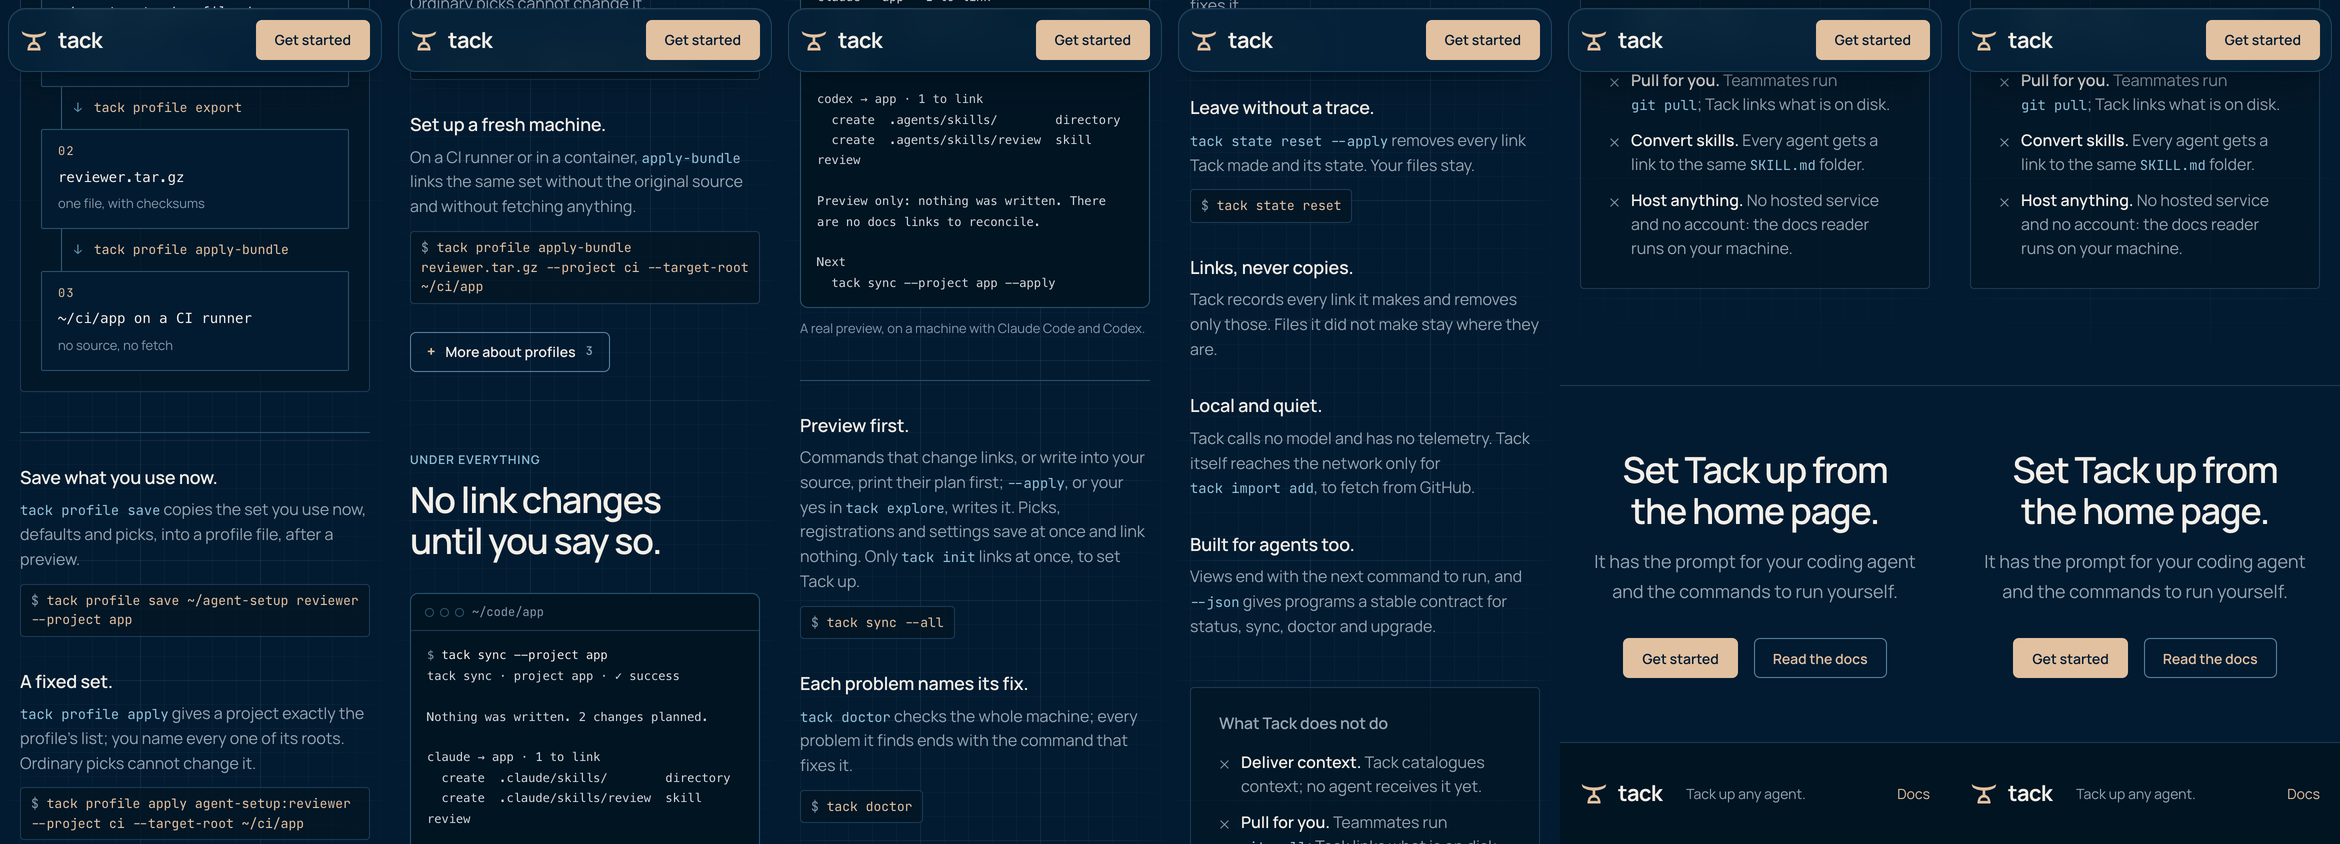 tack
Get started
↓ tack profile export
02
reviewer.tar.gz
one file, with checksums
↓ tack profile apply-bundle
03
~/ci/app on a CI runner
no source, no fetch
Save what you use now.
tack profile save copies the set you use now,
defaults and picks, into a profile file, after a
preview.
$ tack profile save ~/agent-setup reviewer
--project app
A fixed set.
tack profile apply gives a project exactly the
profile's list; you name every one of its roots.
Ordinary picks cannot change it.
$ tack profile apply agent-setup:reviewer
--project ci --target-root ~/ci/app
Ordinary picks cannot change it.
tack
Get started
Set up a fresh machine.
On a CI runner or in a container, apply-bundle
links the same set without the original source
and without fetching anything.
$ tack profile apply-bundle
reviewer.tar.gz --project ci --target-root
~/ci/app
+ More about profiles 3
UNDER EVERYTHING
No link changes
until you say so.
~/code/app
$ tack sync --project app
tack sync · project app · ✓ success
Nothing was written. 2 changes planned.
claude → app · 1 to link
create .claude/skills/ directory
create .claude/skills/review skill
review
claude → app · 1 to link
tack
Get started
codex → app · 1 to link
create .agents/skills/ directory
create .agents/skills/review skill
review
Preview only: nothing was written. There
are no docs links to reconcile.
Next
tack sync --project app --apply
A real preview, on a machine with Claude Code and Codex.
Preview first.
Commands that change links, or write into your
source, print their plan first; --apply, or your
yes in tack explore, writes it. Picks,
registrations and settings save at once and link
nothing. Only tack init links at once, to set
Tack up.
$ tack sync --all
Each problem names its fix.
tack doctor checks the whole machine; every
problem it finds ends with the command that
fixes it.
$ tack doctor
fixes it.
tack
Get started
Leave without a trace.
tack state reset --apply removes every link
Tack made and its state. Your files stay.
$ tack state reset
Links, never copies.
Tack records every link it makes and removes
only those. Files it did not make stay where they
are.
Local and quiet.
Tack calls no model and has no telemetry. Tack
itself reaches the network only for
tack import add, to fetch from GitHub.
Built for agents too.
Views end with the next command to run, and
--json gives programs a stable contract for
status, sync, doctor and upgrade.
What Tack does not do
× Deliver context. Tack catalogues
context; no agent receives it yet.
× Pull for you. Teammates run
git pull; Tack links what is on disk.
tack
Get started
× Pull for you. Teammates run
git pull; Tack links what is on disk.
× Convert skills. Every agent gets a
link to the same SKILL.md folder.
× Host anything. No hosted service
and no account: the docs reader
runs on your machine.
Set Tack up from
the home page.
It has the prompt for your coding agent
and the commands to run yourself.
Get started
Read the docs
tack
Tack up any agent.
Docs
tack
Get started
× Pull for you. Teammates run
git pull; Tack links what is on disk.
× Convert skills. Every agent gets a
link to the same SKILL.md folder.
× Host anything. No hosted service
and no account: the docs reader
runs on your machine.
Set Tack up from
the home page.
It has the prompt for your coding agent
and the commands to run yourself.
Get started
Read the docs
tack
Tack up any agent.
Docs